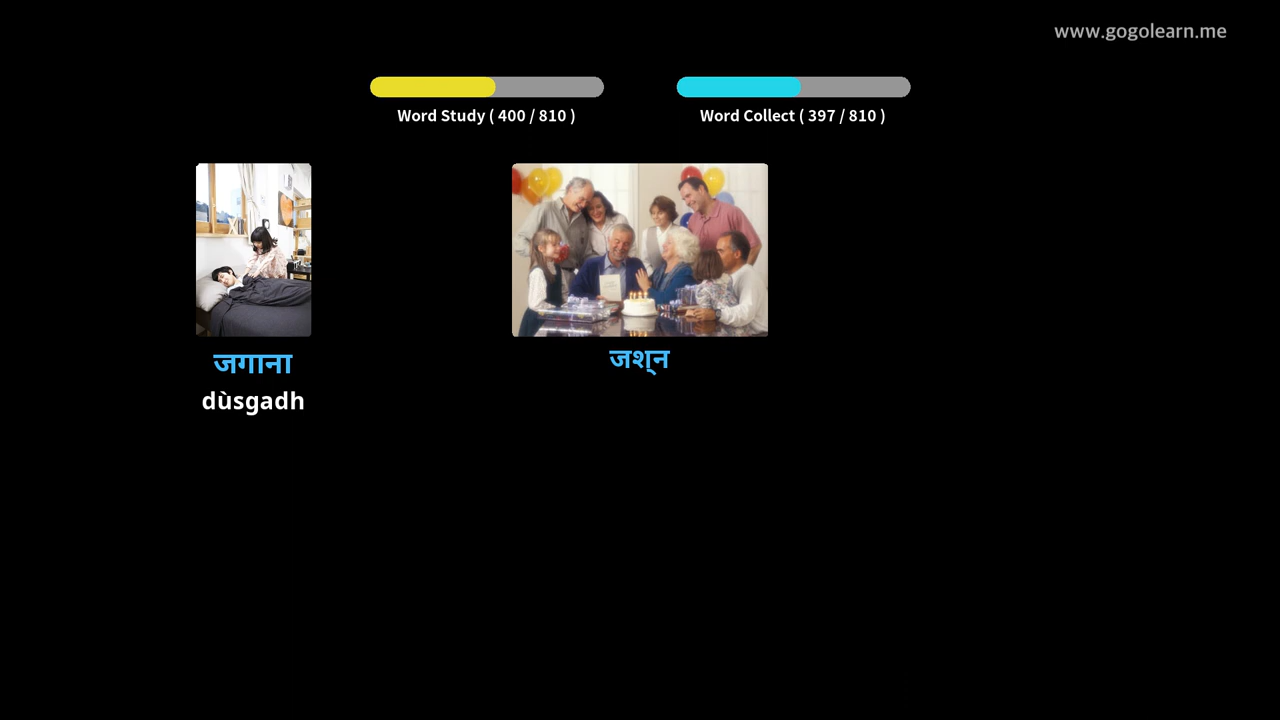 www.gogolearn.me
Word Study ( 400 / 810 )
Word Collect ( 397 / 810 )
जगाना
dùsgadh
जश्‍न